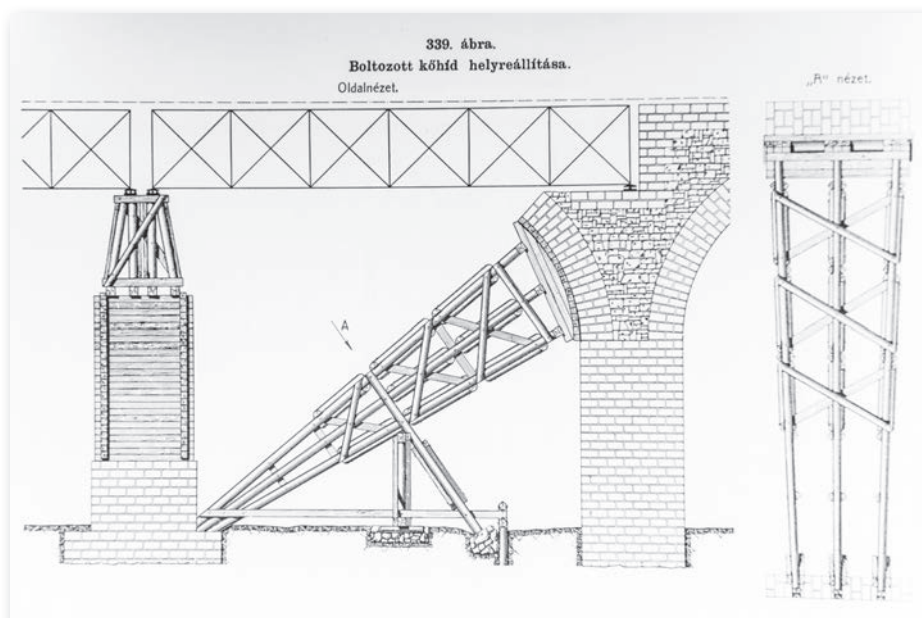 339. ábra.
Boltozott kőhíd helyreállítása.
Oldalnézet.
„A" nézet.
A